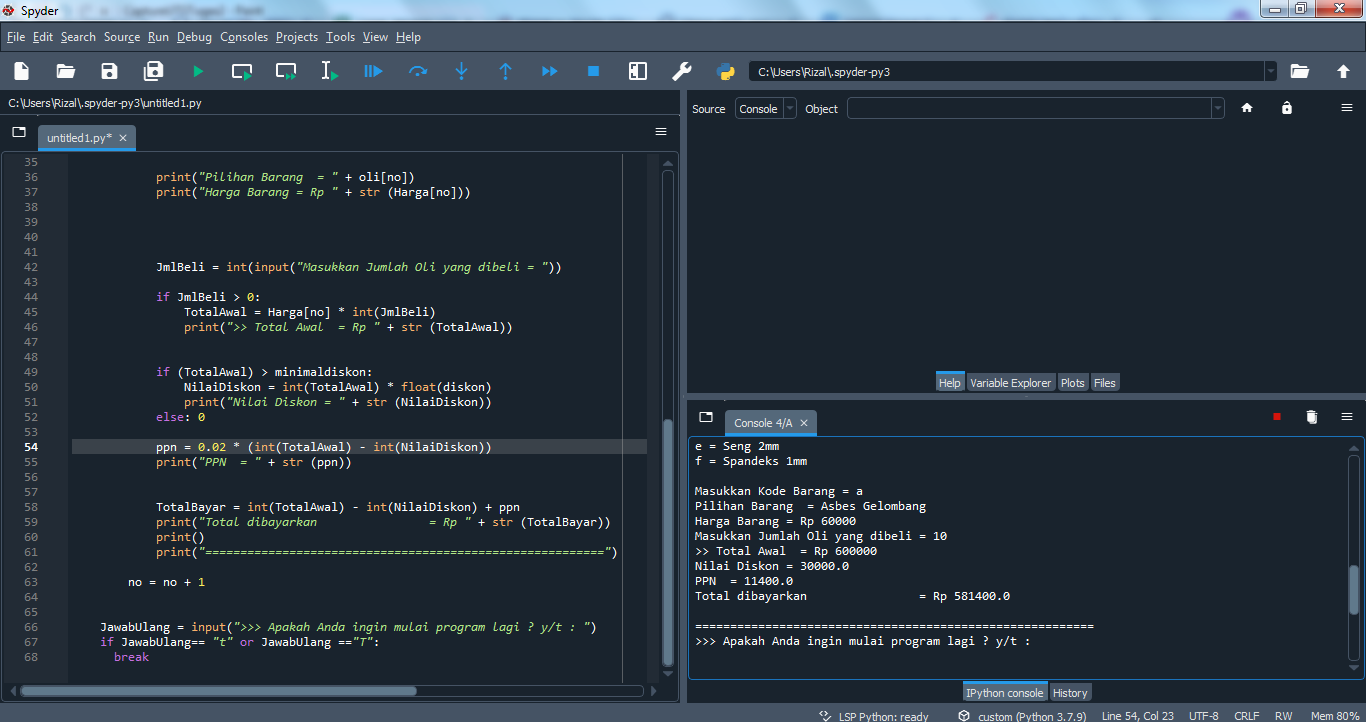 Spyder
File Edit Search Source Run Debug Consoles Projects Tools View Help
C:\Users\Rizal\.spyder-py3
C:\Users\Rizal\.spyder-py3\untitled1.py
untitled1.py*
35
36 print("Pilihan Barang  = " + oli[no])
37 print("Harga Barang = Rp " + str (Harga[no]))
38
39
40
41
42 JmlBeli = int(input("Masukkan Jumlah Oli yang dibeli = "))
43
44 if JmlBeli > 0:
45 TotalAwal = Harga[no] * int(JmlBeli)
46 print(">> Total Awal  = Rp " + str (TotalAwal))
47
48
49 if (TotalAwal) > minimaldiskon:
50 NilaiDiskon = int(TotalAwal) * float(diskon)
51 print("Nilai Diskon = " + str (NilaiDiskon))
52 else: 0
53
54 ppn = 0.02 * (int(TotalAwal) - int(NilaiDiskon))
55 print("PPN  = " + str (ppn))
56
57
58 TotalBayar = int(TotalAwal) - int(NilaiDiskon) + ppn
59 print("Total dibayarkan                = Rp " + str (TotalBayar))
60 print()
61 print("=========================================================")
62
63 no = no + 1
64
65
66 JawabUlang = input(">>> Apakah Anda ingin mulai program lagi ? y/t : ")
67 if JawabUlang== "t" or JawabUlang =="T":
68 break
Source Console Object
Help Variable Explorer Plots Files
Console 4/A
e = Seng 2mm
f = Spandeks 1mm
Masukkan Kode Barang = a
Pilihan Barang  = Asbes Gelombang
Harga Barang = Rp 60000
Masukkan Jumlah Oli yang dibeli = 10
>> Total Awal  = Rp 600000
Nilai Diskon = 30000.0
PPN  = 11400.0
Total dibayarkan                = Rp 581400.0
=========================================================
>>> Apakah Anda ingin mulai program lagi ? y/t :
IPython console History
LSP Python: ready custom (Python 3.7.9) Line 54, Col 23 UTF-8 CRLF RW Mem 80%